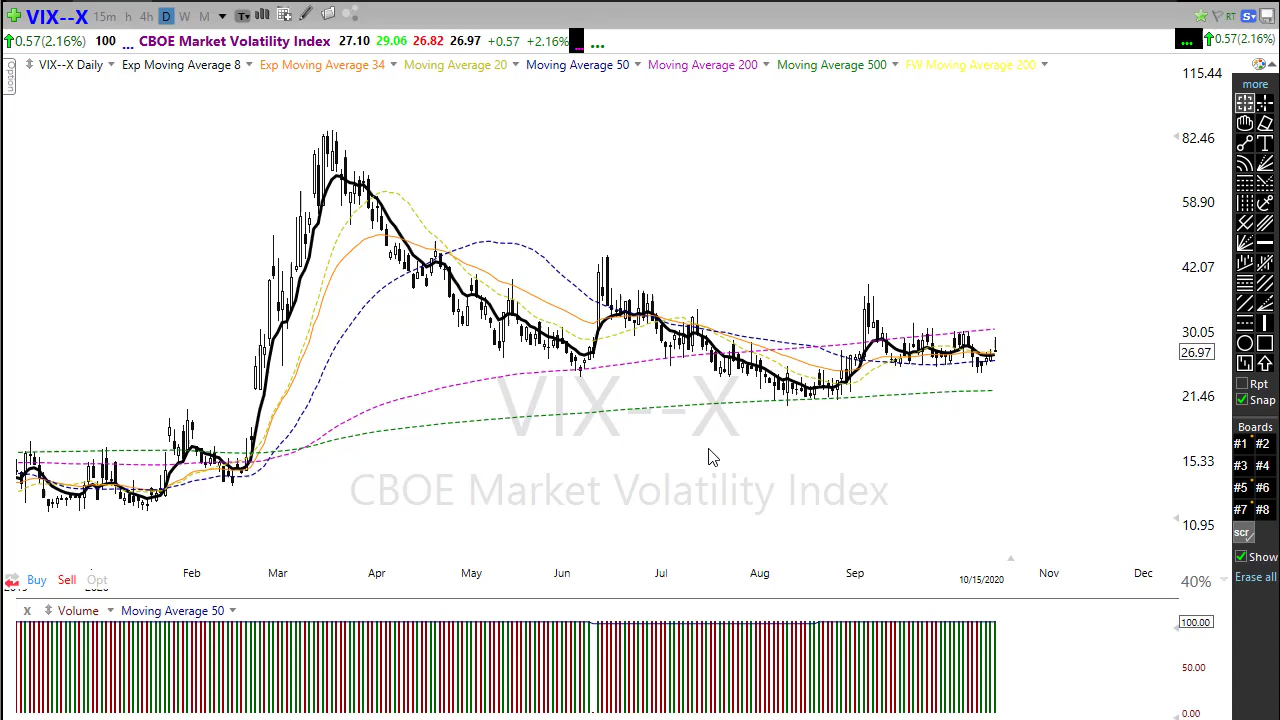 VIX--X 15m h 4h D W M T RT S
0.57(2.16%) 100 ... CBOE Market Volatility Index 27.10 29.06 26.82 26.97 +0.57 +2.16% ... ... 0.57(2.16%)
Option VIX--X Daily Exp Moving Average 8 Exp Moving Average 34 Moving Average 20 Moving Average 50 Moving Average 200 Moving Average 500 FW Moving Average 200
115.44
more
82.46
T
58.90
42.07
30.05
26.97
21.46
Rpt
Snap
VIX--X
Boards
#1 #2
15.33
#3 #4
CBOE Market Volatility Index
#5 #6
#7 #8
10.95
scr
Show
Feb Mar Apr May Jun Jul Aug Sep 10/15/2020 Nov Dec
Buy Sell Opt 40% Erase all
X Volume Moving Average 50
100.00
50.00
0.00